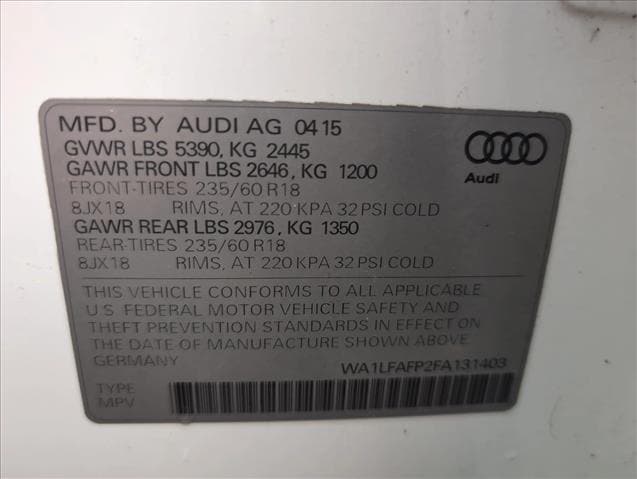 MFD. BY AUDI AG 04 15
GVWR LBS 5390, KG 2445
GAWR FRONT LBS 2646, KG 1200
FRONT-TIRES 235/60 R18
8JX18 RIMS, AT 220 KPA 32 PSI COLD
GAWR REAR LBS 2976, KG 1350
REAR-TIRES 235/60 R18
8JX18 RIMS, AT 220 KPA 32 PSI COLD
Audi
THIS VEHICLE CONFORMS TO ALL APPLICABLE
U.S FEDERAL MOTOR VEHICLE SAFETY AND
THEFT PREVENTION STANDARDS IN EFFECT ON
THE DATE OF MANUFACTURE SHOWN ABOVE.
GERMANY WA1LFAFP2FA131403
TYPE
MPV